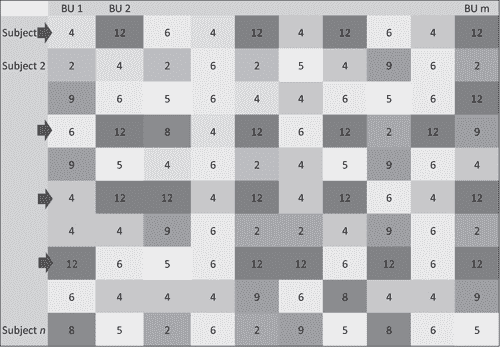 BU 1 BU 2 BU m
Subject 4 12 6 4 12 4 12 6 4 12
Subject 2 2 4 2 6 2 5 4 9 6 2
9 6 5 6 4 4 6 5 6 12
6 12 8 4 12 6 12 2 12 9
9 5 4 6 2 4 5 9 6 4
4 12 12 4 12 4 12 6 4 12
4 4 9 6 2 2 4 9 6 2
12 6 5 6 12 12 6 12 6 12
6 4 4 4 9 6 8 4 4 9
Subject n 8 5 2 6 2 9 5 8 6 5